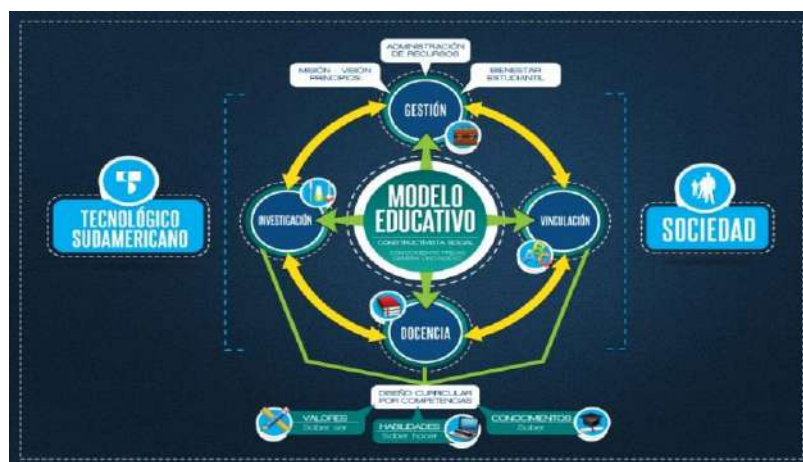 ADMINISTRACIÓN
DE RECURSOS
MISIÓN - VISIÓN
PRINCIPIOS
BIENESTAR
ESTUDIANTIL
GESTIÓN
TECNOLÓGICO
SUDAMERICANO
INVESTIGACIÓN
MODELO
EDUCATIVO
CONSTRUCTIVISTA SOCIAL
VINCULACIÓN
SOCIEDAD
DOCENCIA
DISEÑO CURRICULAR
POR COMPETENCIAS
VALORES
Saber ser
HABILIDADES
Saber hacer
CONOCIMIENTOS
Saber